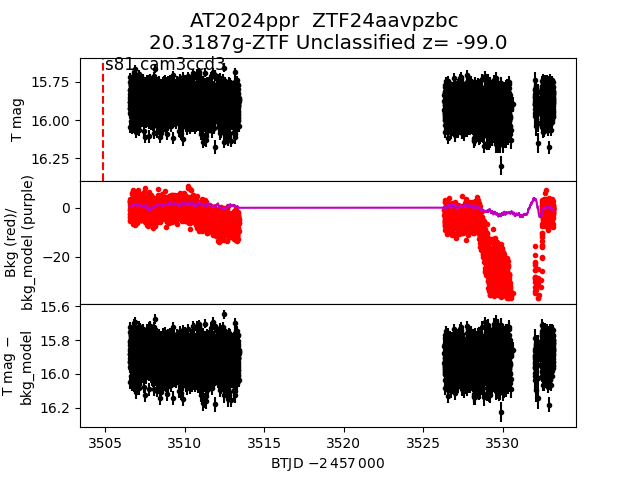 AT2024ppr  ZTF24aavpzbc
20.3187g-ZTF Unclassified z= -99.0
s81 cam3ccd3
T mag
15.75
16.00
16.25
Bkg (red)/
bkg_model (purple)
0
−20
T mag −
bkg_model
15.6
15.8
16.0
16.2
3505
3510
3515
3520
3525
3530
BTJD −2 457 000